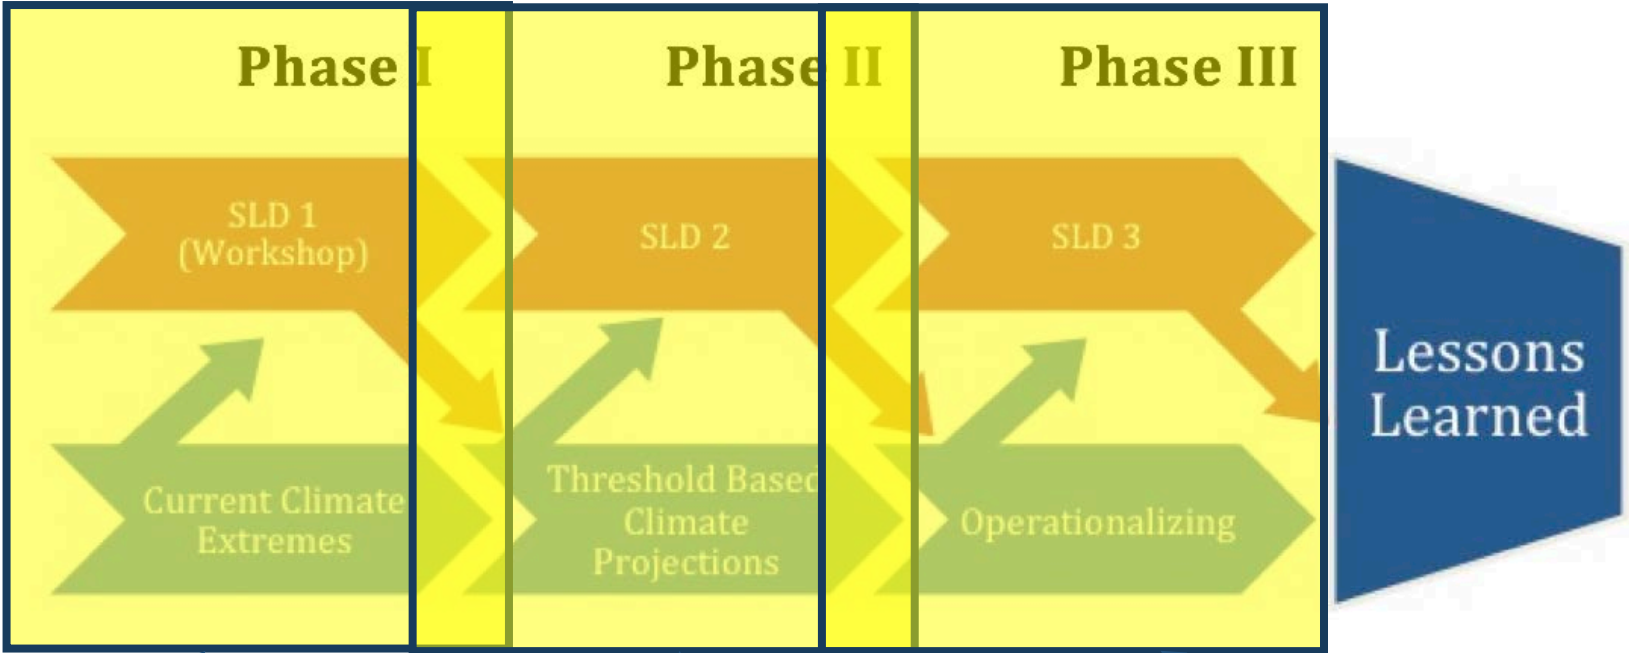 Phase I
Phase II
Phase III
SLD 1
(Workshop)
SLD 2
SLD 3
Current Climate
Extremes
Threshold Based
Climate
Projections
Operationalizing
Lessons
Learned